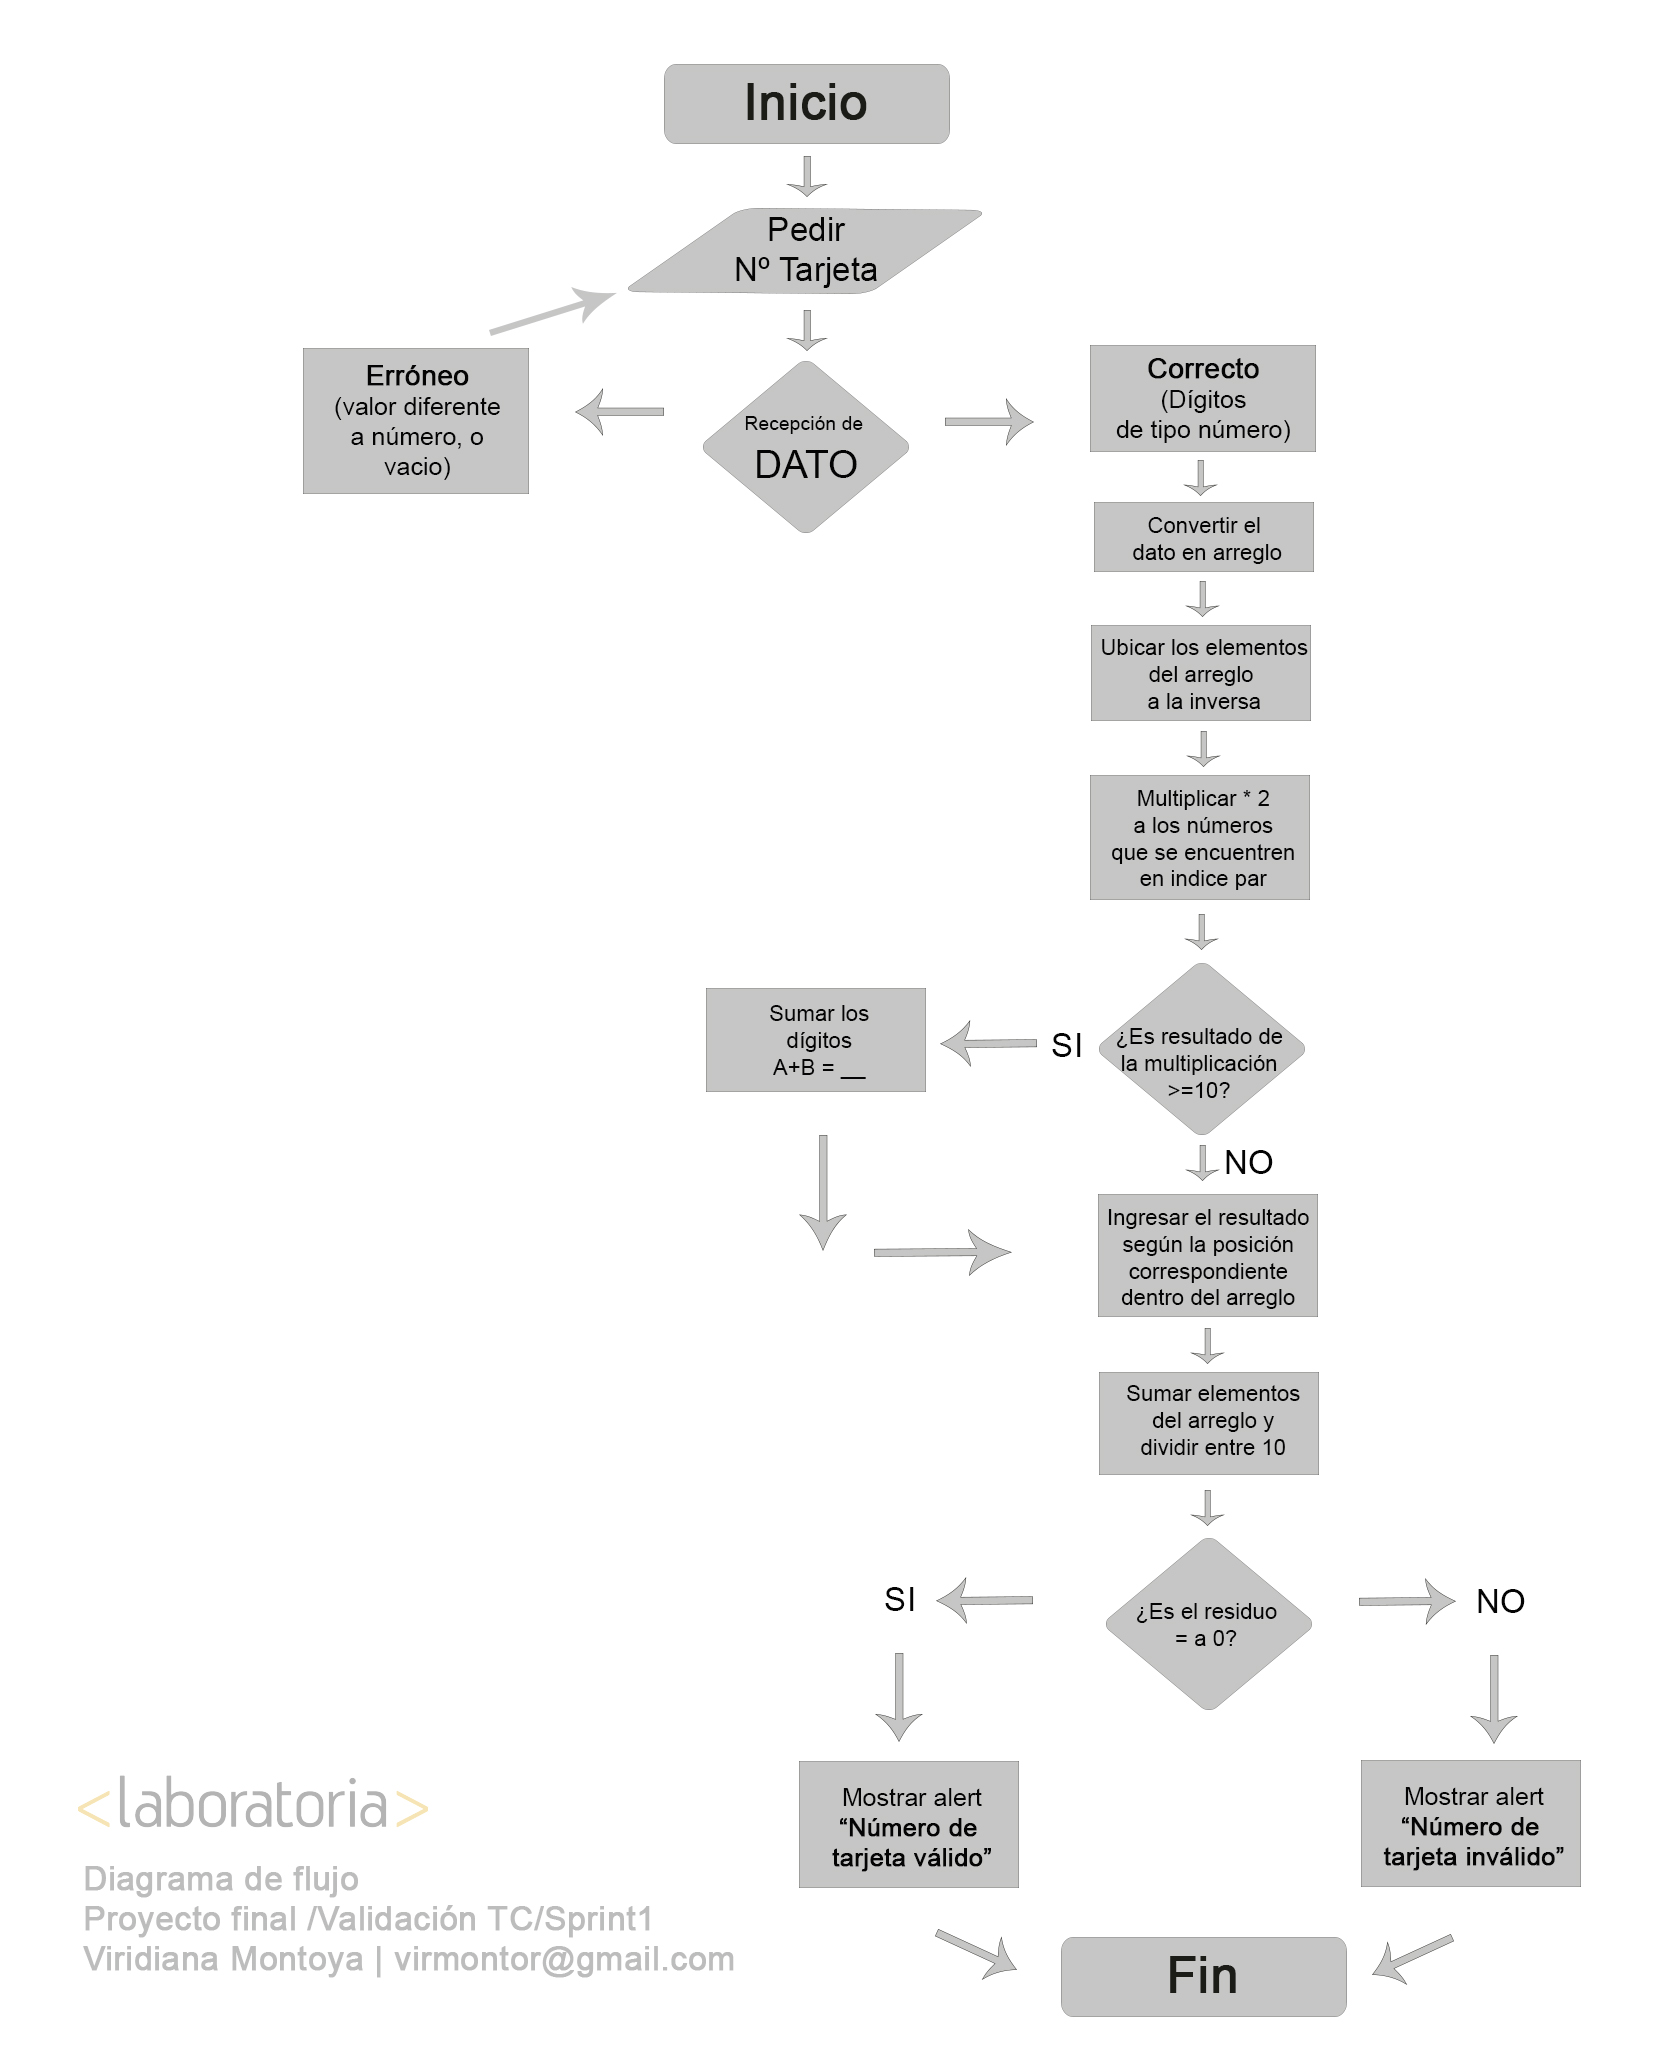 Inicio
Pedir
Nº Tarjeta
Erróneo
(valor diferente
a número, o
vacio)
Recepción de
DATO
Correcto
(Dígitos
de tipo número)
Convertir el
dato en arreglo
Ubicar los elementos
del arreglo
a la inversa
Multiplicar * 2
a los números
que se encuentren
en indice par
¿Es resultado de
la multiplicación
>=10?
SI
Sumar los
dígitos
A+B = __
NO
Ingresar el resultado
según la posición
correspondiente
dentro del arreglo
Sumar elementos
del arreglo y
dividir entre 10
¿Es el residuo
= a 0?
SI
NO
Mostrar alert
“Número de
tarjeta válido”
Mostrar alert
“Número de
tarjeta inválido”
Fin
<laboratoria>
Diagrama de flujo
Proyecto final /Validación TC/Sprint1
Viridiana Montoya | virmontor@gmail.com